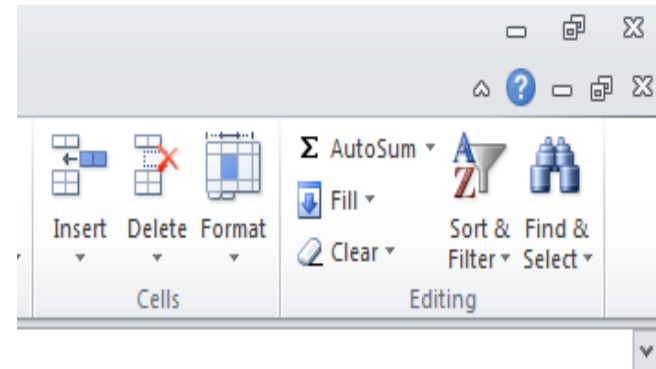 ?
Σ AutoSum
A
Z
Fill
Insert Delete Format
Sort & Filter
Find & Select
Clear
Cells
Editing